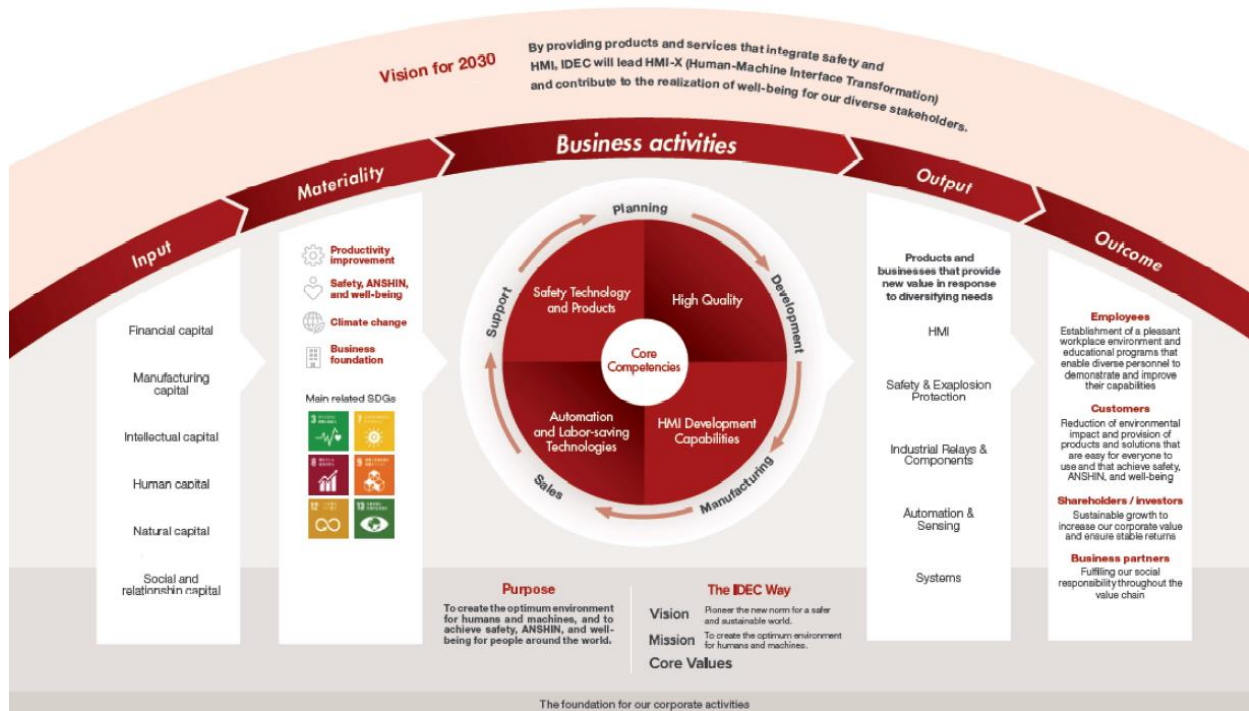 Vision for 2030
By providing products and services that integrate safety and
HMI, IDEC will lead HMI-X (Human-Machine Interface Transformation)
and contribute to the realization of well-being for our diverse stakeholders.
Input
Materiality
Business activities
Output
Outcome
Financial capital
Manufacturing
capital
Intellectual capital
Human capital
Natural capital
Social and
relationship capital
Productivity
improvement
Safety, ANSHIN,
and well-being
Climate change
Business
foundation
Main related SDGs
3
7
8
9
12
13
Planning
Development
Manufacturing
Sales
Support
Safety Technology
and Products
High Quality
Core
Competencies
Automation
and Labor-saving
Technologies
HMI Development
Capabilities
Products and
businesses that provide
new value in response
to diversifying needs
HMI
Safety & Exaplosion
Protection
Industrial Relays &
Components
Automation &
Sensing
Systems
Employees
Establishment of a pleasant
workplace environment and
educational programs that
enable diverse personnel to
demonstrate and improve
their capabilities
Customers
Reduction of environmental
impact and provision of
products and solutions that
are easy for everyone to
use and that achieve safety,
ANSHIN, and well-being
Shareholders / investors
Sustainable growth to
increase our corporate value
and ensure stable returns
Business partners
Fulfilling our social
responsibility throughout the
value chain
Purpose
To create the optimum environment
for humans and machines, and to
achieve safety, ANSHIN, and well-
being for people around the world.
The IDEC Way
Vision
Pioneer the new norm for a safer
and sustainable world.
Mission
To create the optimum environment
for humans and machines.
Core Values
The foundation for our corporate activities